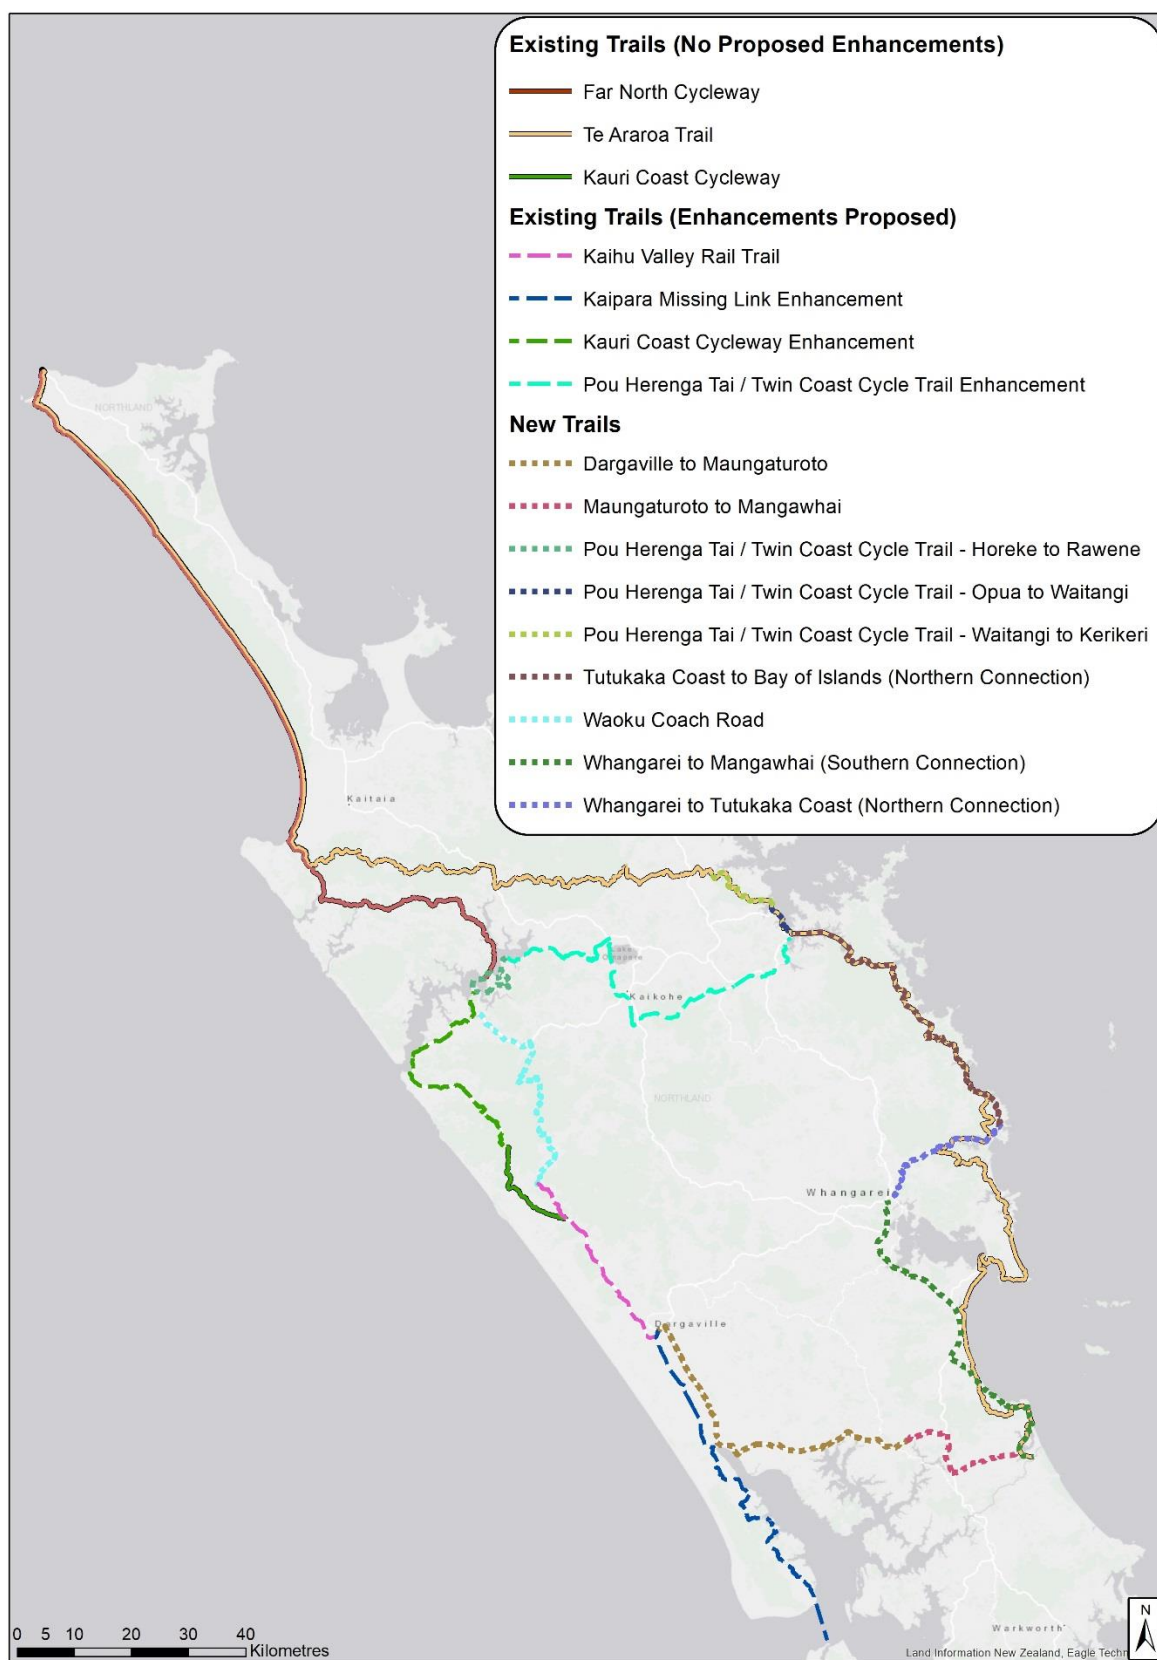 Existing Trails (No Proposed Enhancements)
Far North Cycleway
Te Araroa Trail
Kauri Coast Cycleway
Existing Trails (Enhancements Proposed)
Kaihu Valley Rail Trail
Kaipara Missing Link Enhancement
Kauri Coast Cycleway Enhancement
Pou Herenga Tai / Twin Coast Cycle Trail Enhancement
New Trails
Dargaville to Maungaturoto
Maungaturoto to Mangawhai
Pou Herenga Tai / Twin Coast Cycle Trail - Horeke to Rawene
Pou Herenga Tai / Twin Coast Cycle Trail - Opua to Waitangi
Pou Herenga Tai / Twin Coast Cycle Trail - Waitangi to Kerikeri
Tutukaka Coast to Bay of Islands (Northern Connection)
Waoku Coach Road
Whangarei to Mangawhai (Southern Connection)
Whangarei to Tutukaka Coast (Northern Connection)
NORTHLAND
Kaitaia
Lake
Omapere
Kaikohe
NORTHLAND
Whangarei
Dargaville
Warkworth
N
0 5 10 20 30 40
Kilometres
Land Information New Zealand, Eagle Techn